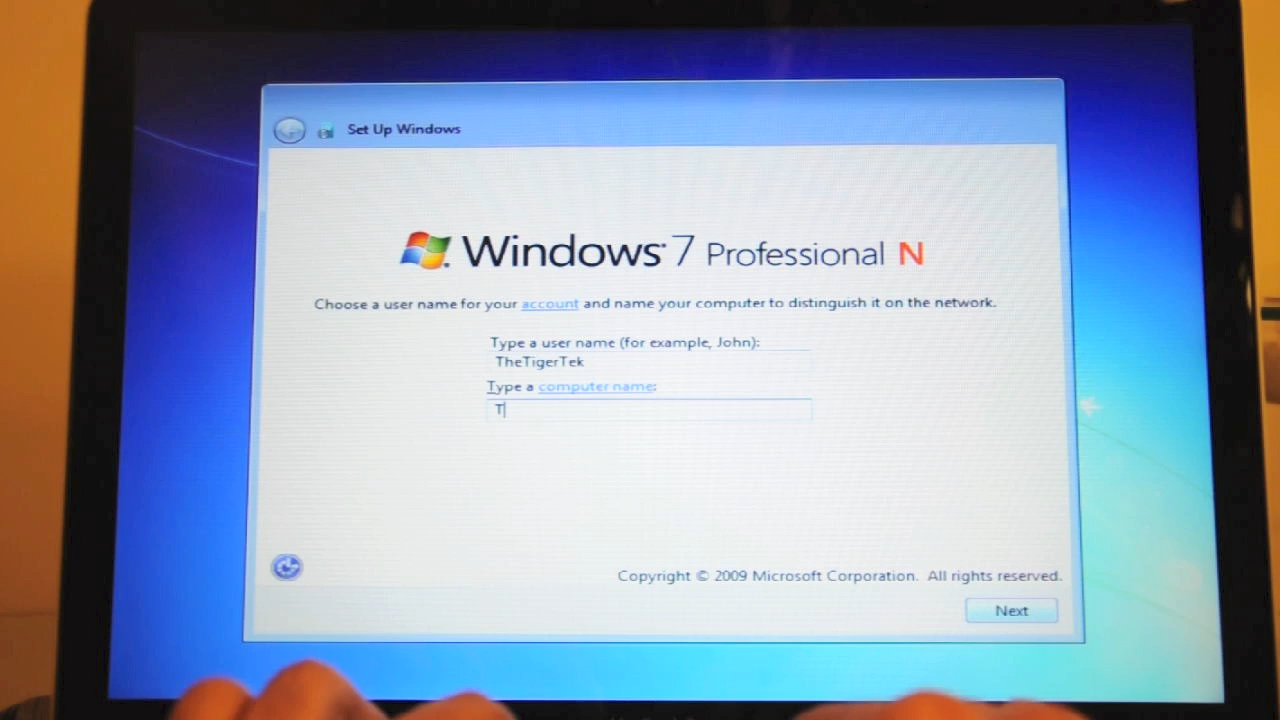 Set Up Windows
Windows 7 Professional N
Choose a user name for your account and name your computer to distinguish it on the network.
Type a user name (for example, John):
TheTigerTek
Type a computer name:
T
Copyright © 2009 Microsoft Corporation. All rights reserved.
Next